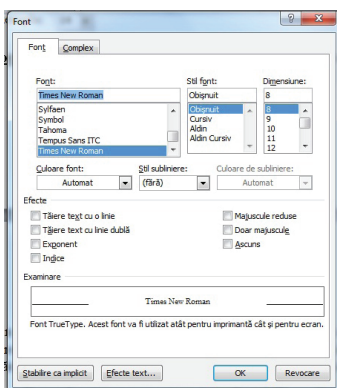 Font
Font Complex
Font: Stil font: Dimensiune:
Times New Roman Obișnuit 8
Sylfaen Obișnuit 8
Symbol Cursiv 9
Tahoma Aldin 10
Tempus Sans ITC Aldin Cursiv 11
Times New Roman 12
Culoare font: Stil subliniere: Culoare de subliniere:
Automat (fără) Automat
Efecte
Tăiere text cu o linie Majuscule reduse
Tăiere text cu linie dublă Doar majuscule
Exponent Ascuns
Indice
Examinare
Times New Roman
Font TrueType. Acest font va fi utilizat atât pentru imprimantă cât și pentru ecran.
Stabilire ca implicit Efecte text... OK Revocare